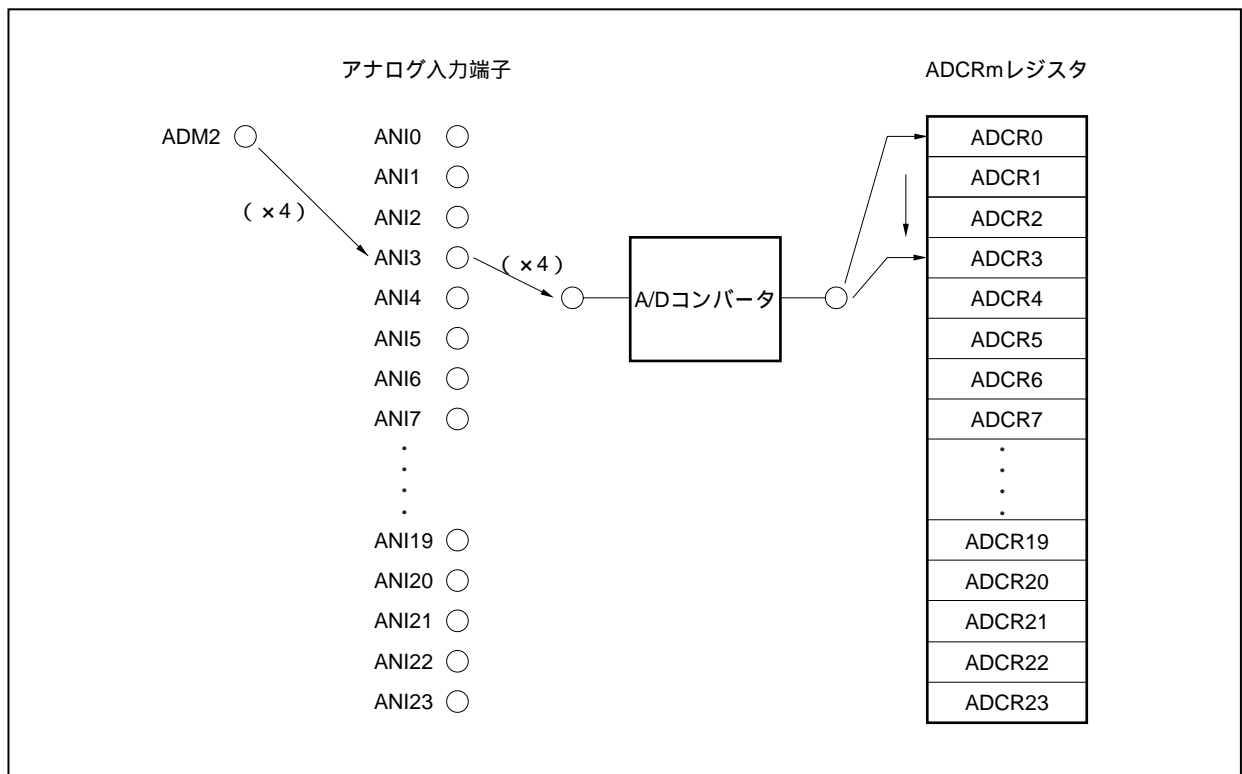 アナログ入力端子 ADCRmレジスタ
ADM2 ANI0 ADCR0
ANI1 ADCR1
(×4) ANI2 ADCR2
ANI3 (×4) ADCR3
ANI4 A/Dコンバータ ADCR4
ANI5 ADCR5
ANI6 ADCR6
ANI7 ADCR7
ANI19 ADCR19
ANI20 ADCR20
ANI21 ADCR21
ANI22 ADCR22
ANI23 ADCR23